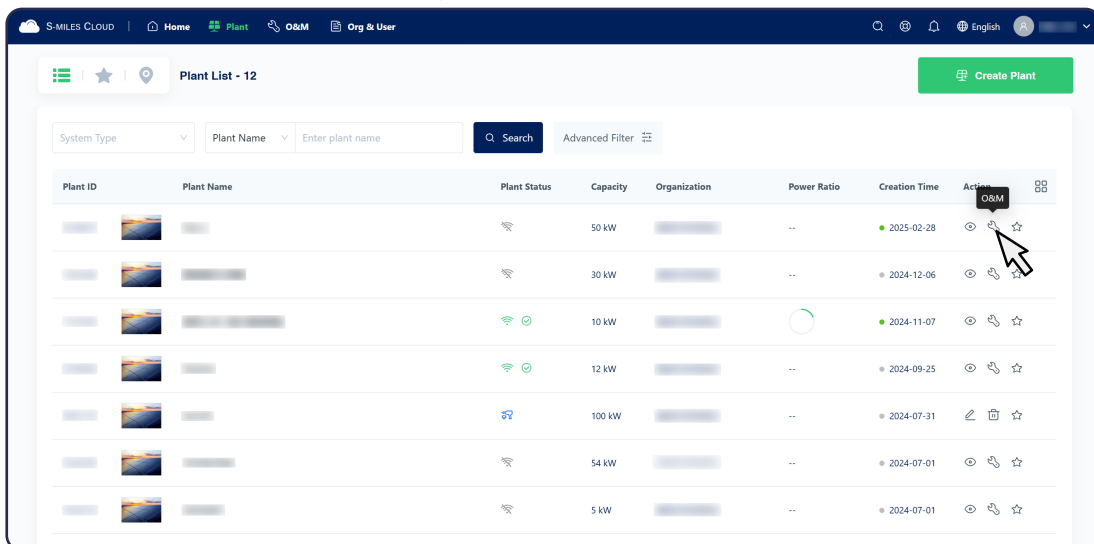 S-MILES CLOUD | Home Plant O&M Org & User English A
Plant List - 12 Create Plant
System Type Plant Name Enter plant name Search Advanced Filter
Plant ID Plant Name Plant Status Capacity Organization Power Ratio Creation Time Action
O&M
50 kW -- 2025-02-28
30 kW -- 2024-12-06
10 kW 2024-11-07
12 kW -- 2024-09-25
100 kW -- 2024-07-31
54 kW -- 2024-07-01
5 kW -- 2024-07-01